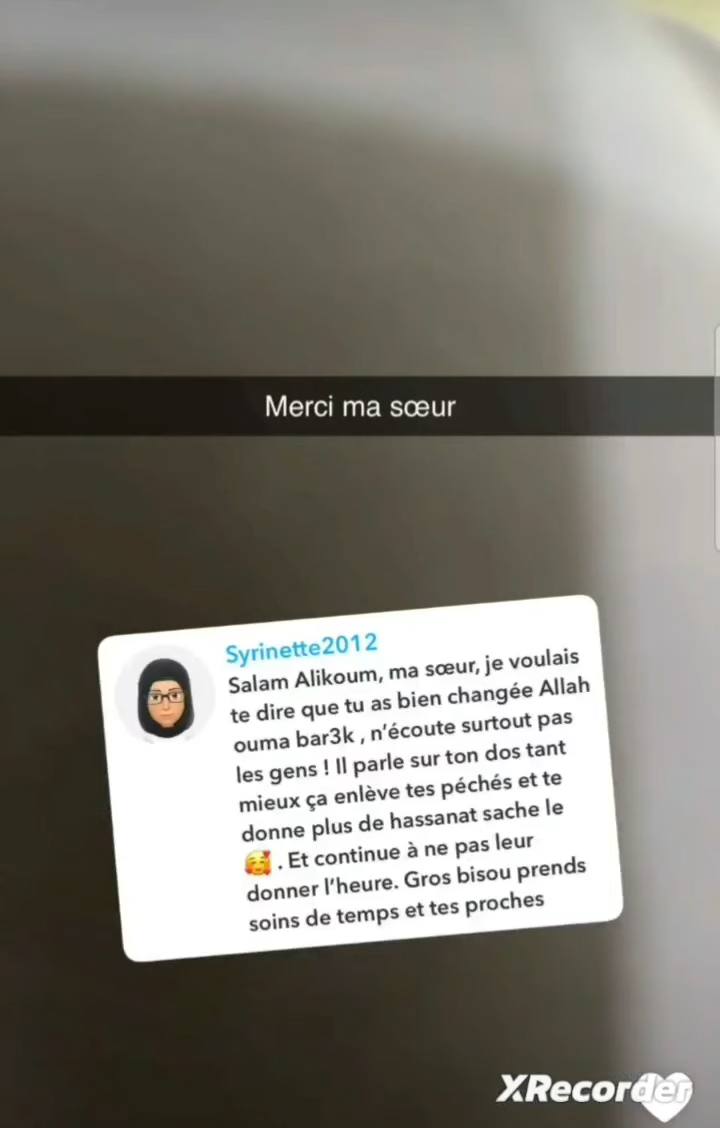 Merci ma sœur
Syrinette2012
Salam Alikoum, ma sœur, je voulais
te dire que tu as bien changée Allah
ouma bar3k , n'écoute surtout pas
les gens ! Il parle sur ton dos tant
mieux ça enlève tes péchés et te
donne plus de hassanat sache le
🥰 . Et continue à ne pas leur
donner l'heure. Gros bisou prends
soins de temps et tes proches
XRecorder